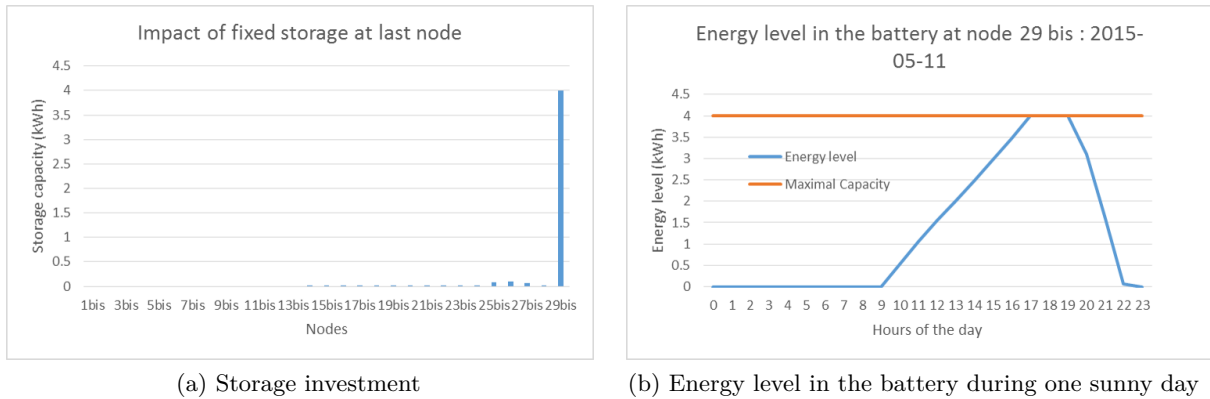 Impact of fixed storage at last node
4.5
4
3.5
3
2.5
2
1.5
1
0.5
0
Storage capacity (kWh)
1bis 3bis 5bis 7bis 9bis 11bis 13bis 15bis 17bis 19bis 21bis 23bis 25bis 27bis 29bis
Nodes
(a) Storage investment
Energy level in the battery at node 29 bis : 2015-
05-11
4.5
4
3.5
3
2.5
2
1.5
1
0.5
0
Energy level (kWh)
Energy level
Maximal Capacity
0 1 2 3 4 5 6 7 8 9 10 11 12 13 14 15 16 17 18 19 20 21 22 23
Hours of the day
(b) Energy level in the battery during one sunny day